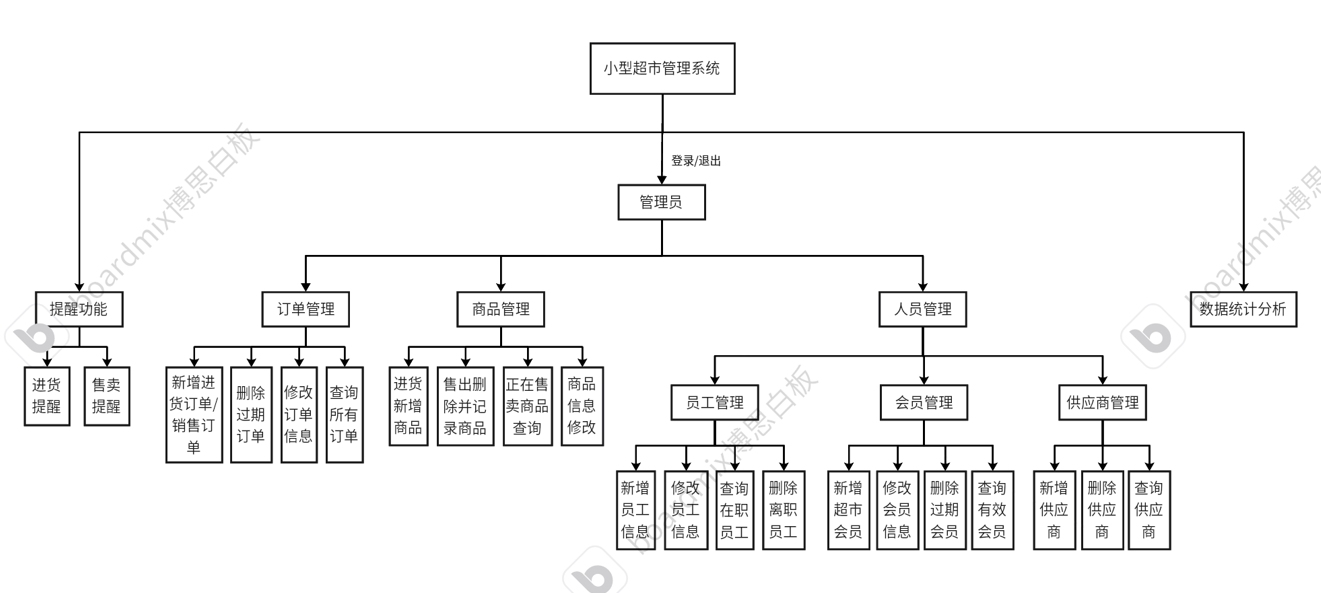 小型超市管理系统
登录/退出
管理员
提醒功能
订单管理
商品管理
人员管理
数据统计分析
进货
提醒
售卖
提醒
新增进
货订单/
销售订
单
删除
过期
订单
修改
订单
信息
查询
所有
订单
进货
新增
商品
售出删
除并记
录商品
正在售
卖商品
查询
商品
信息
修改
员工管理
会员管理
供应商管理
新增
员工
信息
修改
员工
信息
查询
在职
员工
删除
离职
员工
新增
超市
会员
修改
会员
信息
删除
过期
会员
查询
有效
会员
新增
供应
商
删除
供应
商
查询
供应
商
boardmix博思白板
boardmix博思白板
boardmix博思